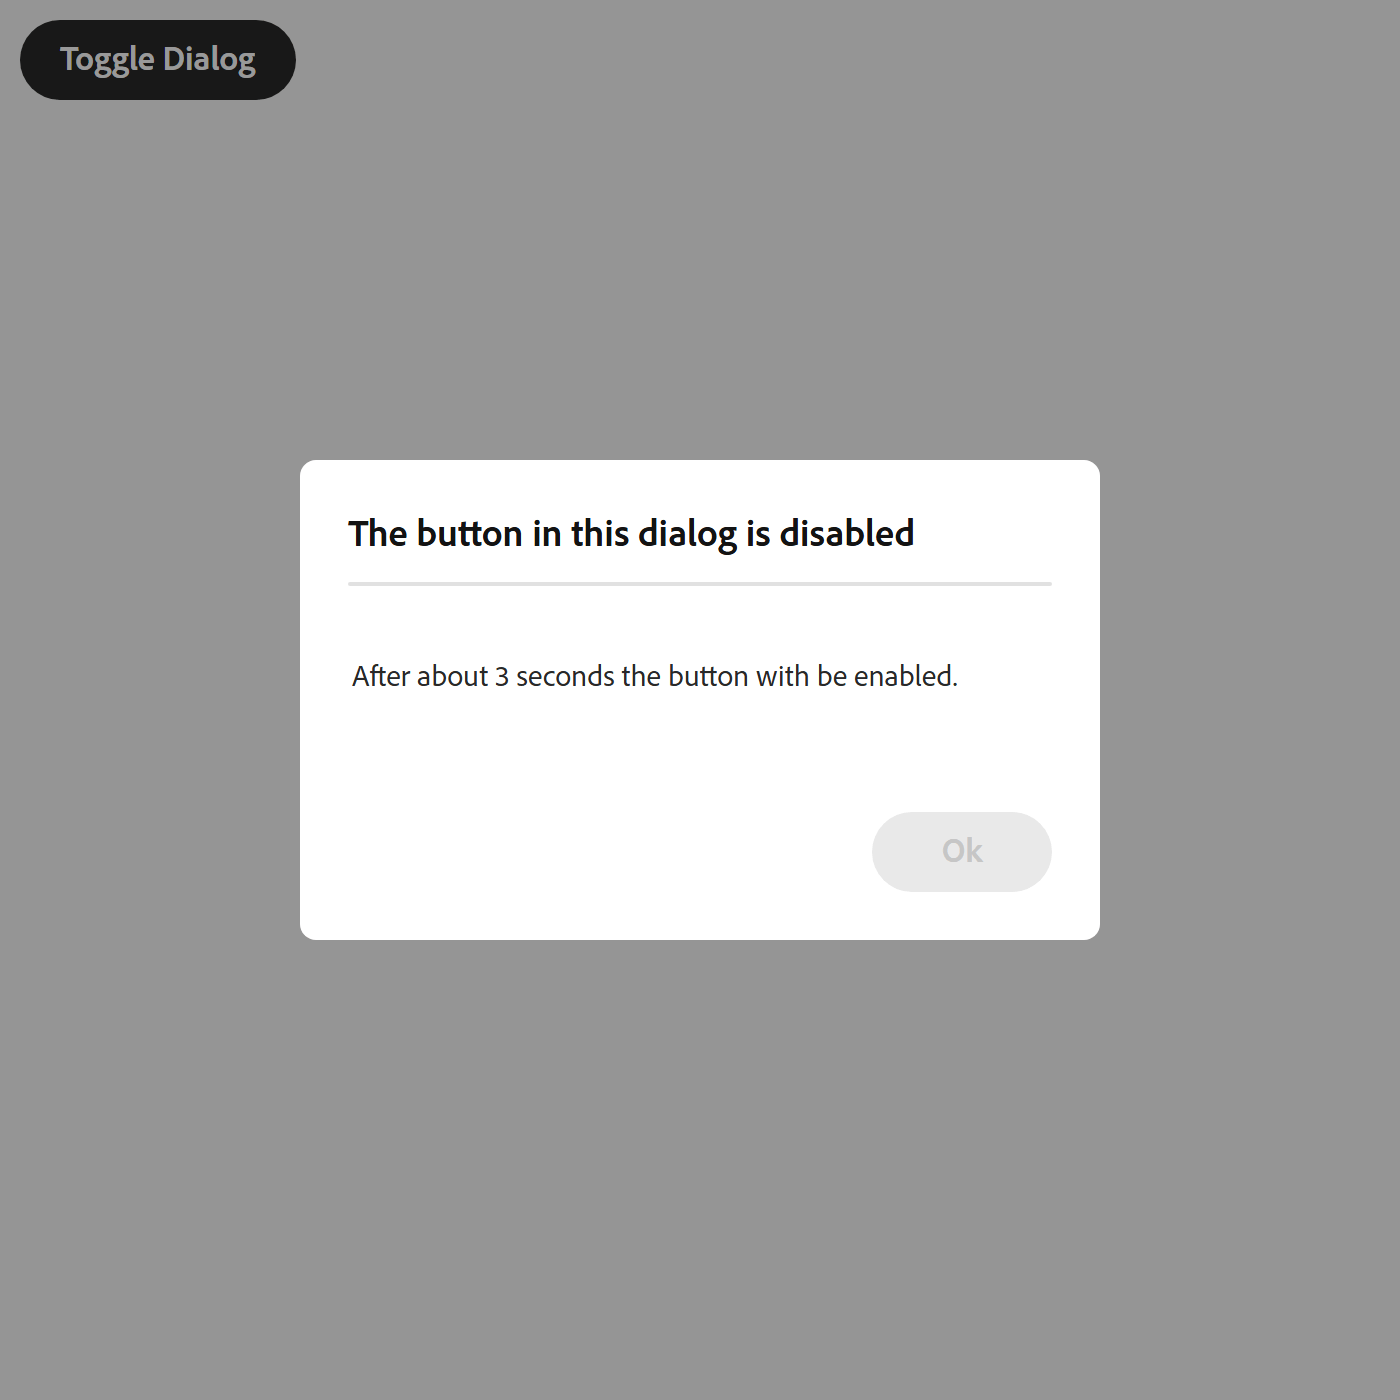 Toggle Dialog
The button in this dialog is disabled
After about 3 seconds the button with be enabled.
Ok